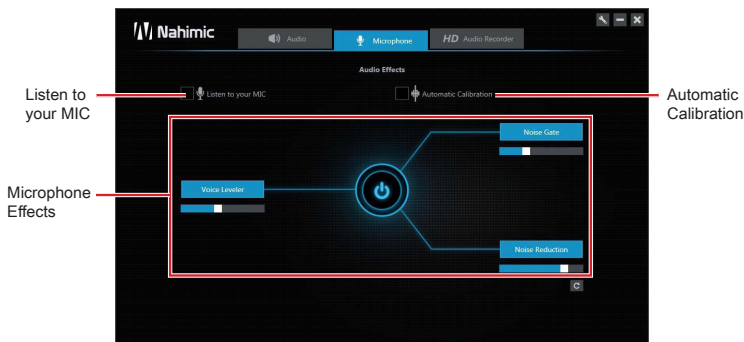 Nahimic
Audio
Microphone
HD Audio Recorder
Audio Effects
Listen to
your MIC
Listen to your MIC
Automatic Calibration
Automatic
Calibration
Noise Gate
Microphone
Effects
Voice Leveler
Noise Reduction